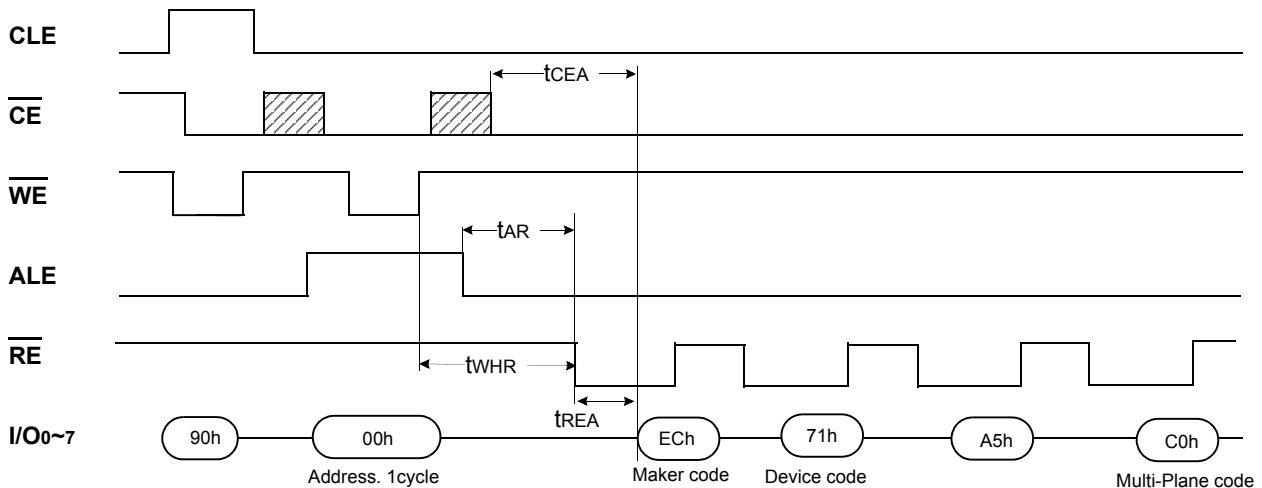 CLE
tCEA
CE
WE
tAR
ALE
RE
tWHR
tREA
I/O0~7
90h
00h
ECh
71h
A5h
C0h
Address. 1cycle
Maker code
Device code
Multi-Plane code